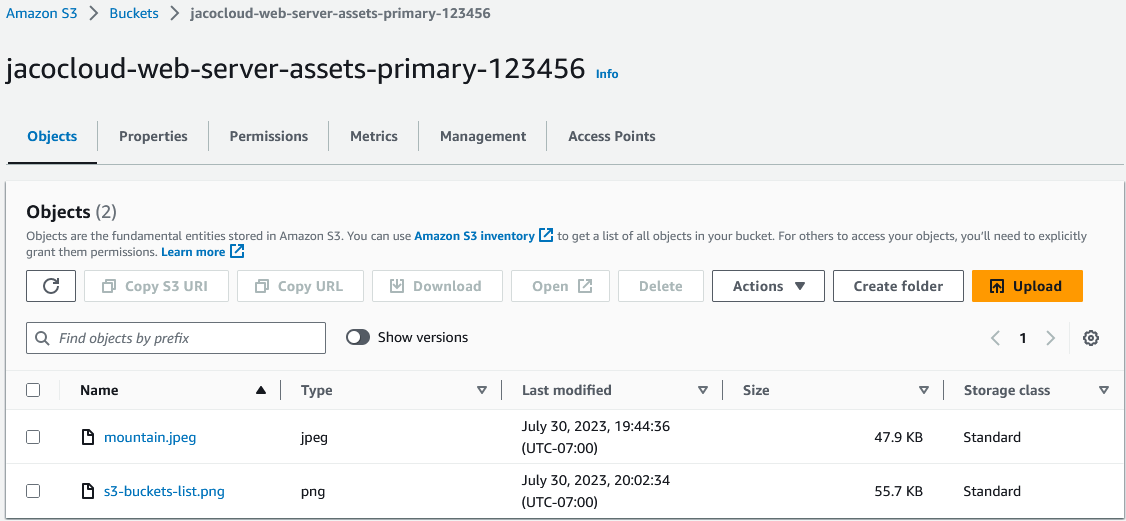 Amazon S3 > Buckets > jacocloud-web-server-assets-primary-123456
jacocloud-web-server-assets-primary-123456 Info
Objects Properties Permissions Metrics Management Access Points
Objects (2)
Objects are the fundamental entities stored in Amazon S3. You can use Amazon S3 inventory to get a list of all objects in your bucket. For others to access your objects, you'll need to explicitly
grant them permissions. Learn more
Copy S3 URI Copy URL Download Open Delete Actions Create folder Upload
Find objects by prefix Show versions 1
Name Type Last modified Size Storage class
mountain.jpeg jpeg July 30, 2023, 19:44:36 47.9 KB Standard
(UTC-07:00)
s3-buckets-list.png png July 30, 2023, 20:02:34 55.7 KB Standard
(UTC-07:00)